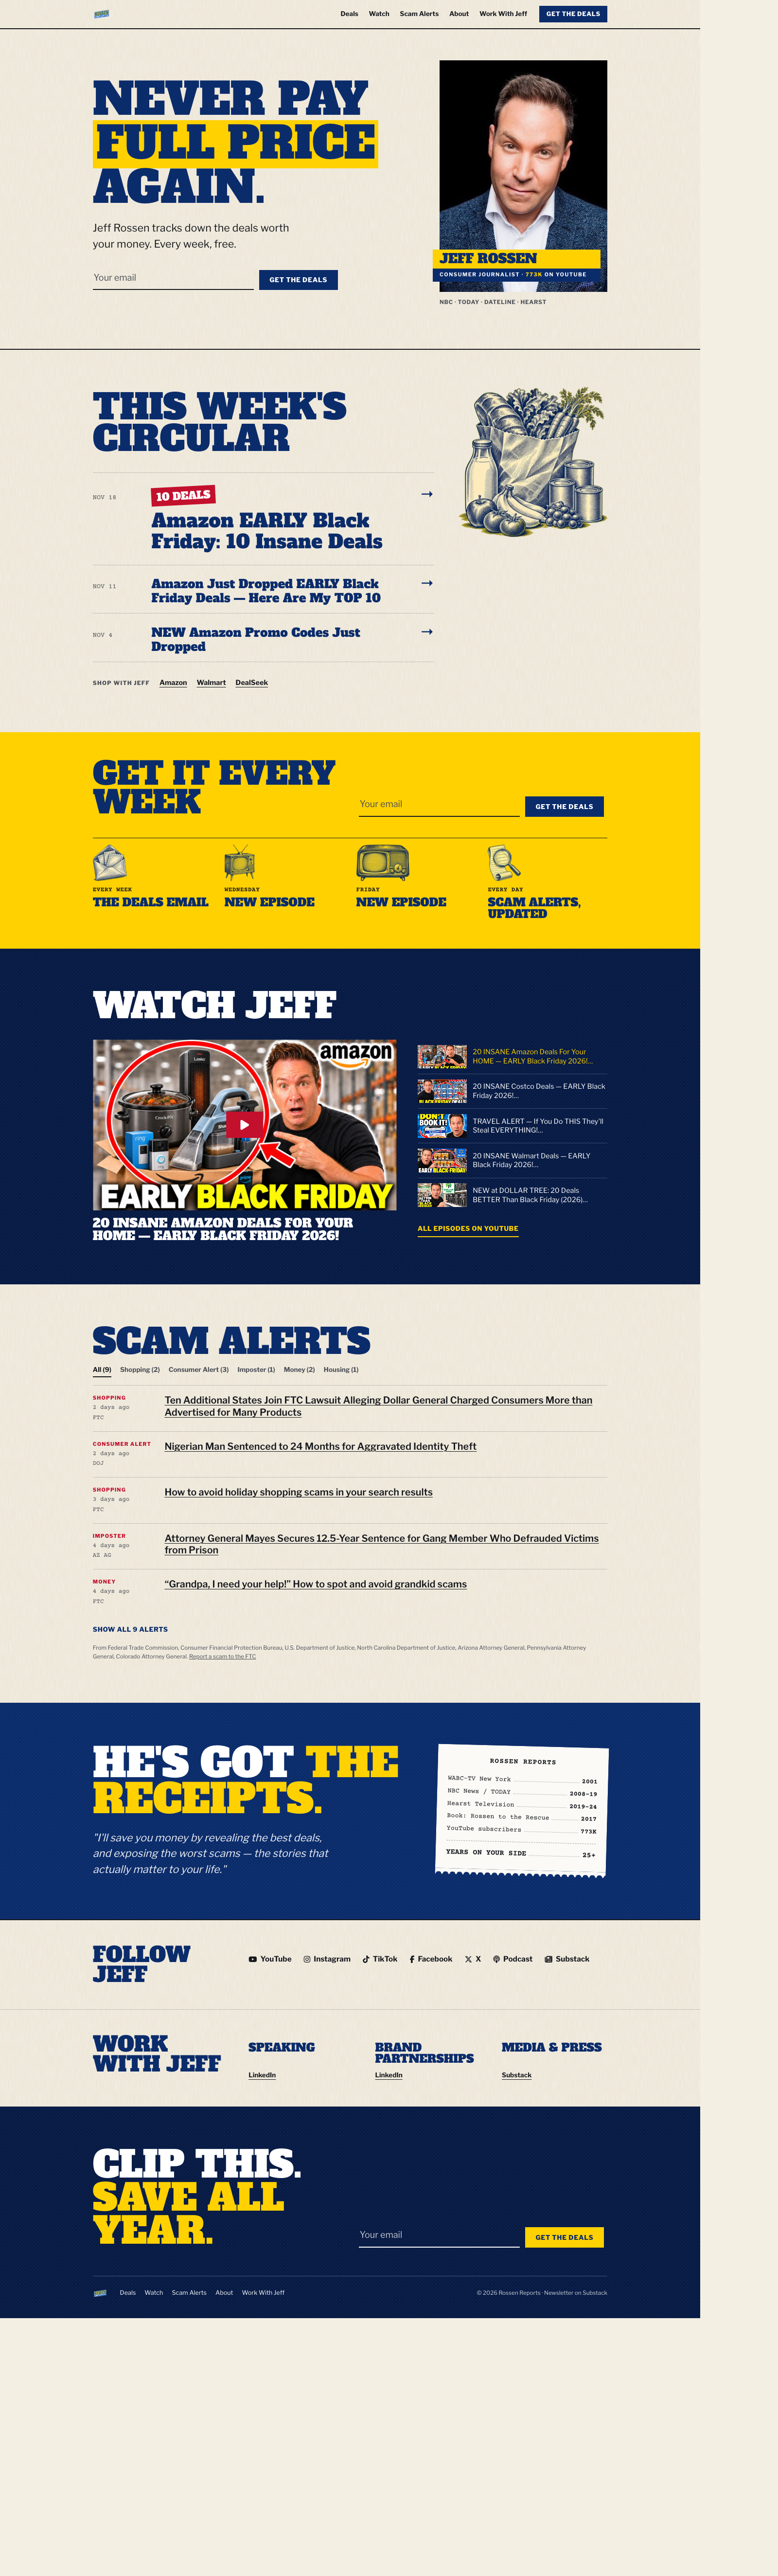 Deals Watch Scam Alerts About Work With Jeff GET THE DEALS
NEVER PAY
FULL PRICE
AGAIN.
Jeff Rossen tracks down the deals worth
your money. Every week, free.
Your email GET THE DEALS
JEFF ROSSEN
CONSUMER JOURNALIST · 773K ON YOUTUBE
NBC · TODAY · DATELINE · HEARST
THIS WEEK'S
CIRCULAR
NOV 18
10 DEALS
→
Amazon EARLY Black
Friday: 10 Insane Deals
NOV 11
Amazon Just Dropped EARLY Black
Friday Deals — Here Are My TOP 10
→
NOV 4
NEW Amazon Promo Codes Just
Dropped
→
SHOP WITH JEFF Amazon Walmart DealSeek
GET IT EVERY
WEEK
Your email GET THE DEALS
EVERY WEEK
THE DEALS EMAIL
WEDNESDAY
NEW EPISODE
FRIDAY
NEW EPISODE
EVERY DAY
SCAM ALERTS,
UPDATED
WATCH JEFF
amazon
Crock-Pot
ring
EARLY BLACK FRIDAY
20 INSANE AMAZON DEALS FOR YOUR
HOME — EARLY BLACK FRIDAY 2026!
20 INSANE Amazon Deals For Your
HOME — EARLY Black Friday 2026!...
20 INSANE Costco Deals — EARLY Black
Friday 2026!...
DON'T
BOOK IT!
TRAVEL ALERT — If You Do THIS They'll
Steal EVERYTHING!...
EARLY BLACK FRIDAY
20 INSANE Walmart Deals — EARLY
Black Friday 2026!...
NEW at DOLLAR TREE: 20 Deals
BETTER Than Black Friday (2026)...
ALL EPISODES ON YOUTUBE
SCAM ALERTS
All (9) Shopping (2) Consumer Alert (3) Imposter (1) Money (2) Housing (1)
SHOPPING
2 days ago
FTC
Ten Additional States Join FTC Lawsuit Alleging Dollar General Charged Consumers More than
Advertised for Many Products
CONSUMER ALERT
2 days ago
DOJ
Nigerian Man Sentenced to 24 Months for Aggravated Identity Theft
SHOPPING
3 days ago
FTC
How to avoid holiday shopping scams in your search results
IMPOSTER
4 days ago
AZ AG
Attorney General Mayes Secures 12.5-Year Sentence for Gang Member Who Defrauded Victims
from Prison
MONEY
4 days ago
FTC
“Grandpa, I need your help!” How to spot and avoid grandkid scams
SHOW ALL 9 ALERTS
From Federal Trade Commission, Consumer Financial Protection Bureau, U.S. Department of Justice, North Carolina Department of Justice, Arizona Attorney General, Pennsylvania Attorney
General, Colorado Attorney General. Report a scam to the FTC
HE'S GOT THE
RECEIPTS.
"I'll save you money by revealing the best deals,
and exposing the worst scams — the stories that
actually matter to your life."
ROSSEN REPORTS
WABC-TV New York 2001
NBC News / TODAY 2008–19
Hearst Television 2019–24
Book: Rossen to the Rescue 2017
YouTube subscribers 773K
YEARS ON YOUR SIDE 25+
FOLLOW
JEFF
YouTube Instagram TikTok Facebook X Podcast Substack
WORK
WITH JEFF
SPEAKING
LinkedIn
BRAND
PARTNERSHIPS
LinkedIn
MEDIA & PRESS
Substack
CLIP THIS.
SAVE ALL
YEAR.
Your email GET THE DEALS
Deals Watch Scam Alerts About Work With Jeff
© 2026 Rossen Reports · Newsletter on Substack